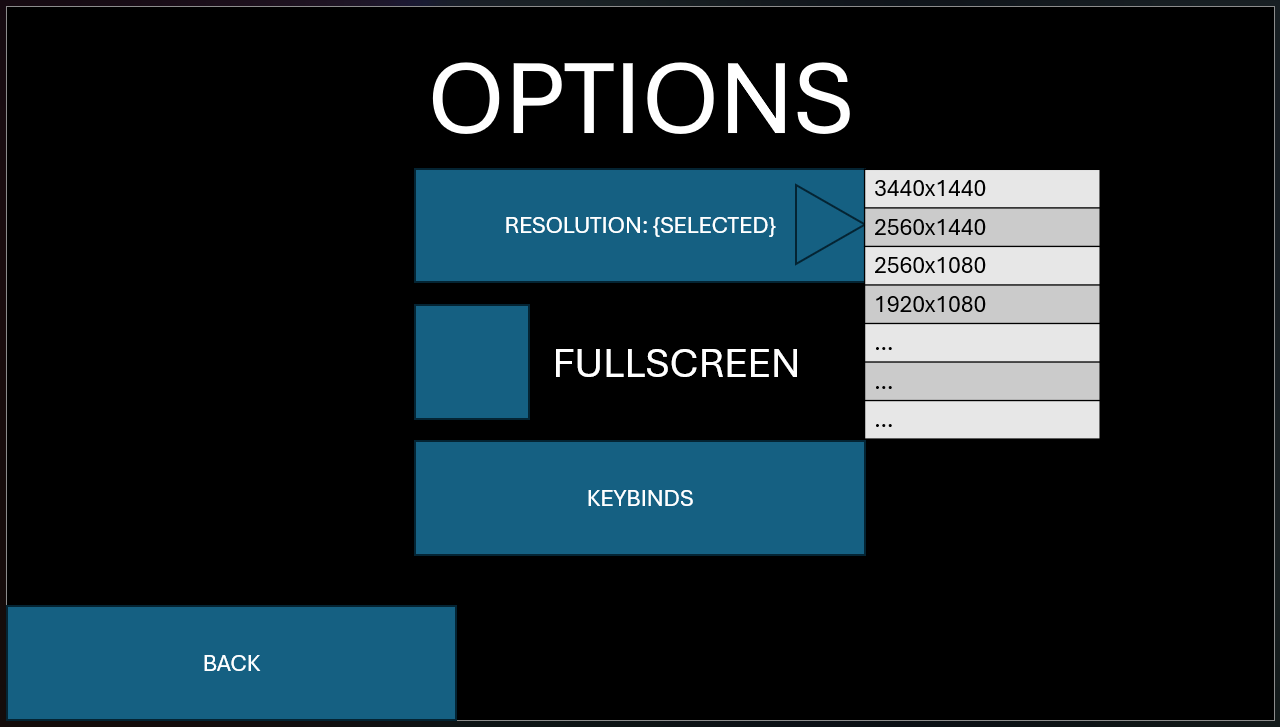 OPTIONS
RESOLUTION: {SELECTED}
3440x1440
2560x1440
2560x1080
1920x1080
...
...
...
FULLSCREEN
KEYBINDS
BACK